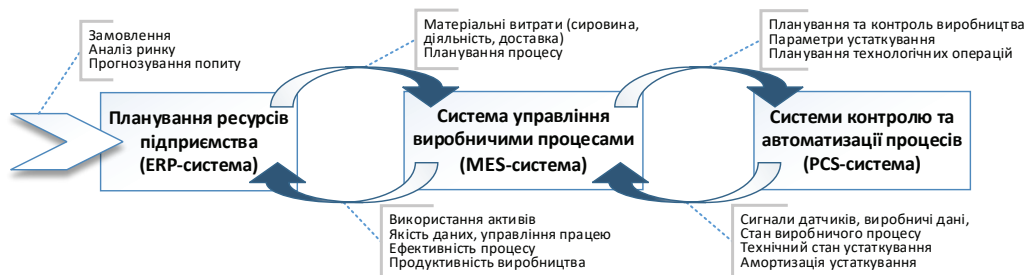 Замовлення
Аналіз ринку
Прогнозування попиту
Матеріальні витрати (сировина,
діяльність, доставка)
Планування процесу
Планування та контроль виробництва
Параметри устаткування
Планування технологічних операцій
Планування ресурсів
підприємства
(ERP-система)
Система управління
виробничими процесами
(MES-система)
Системи контролю та
автоматизації процесів
(PCS-система)
Використання активів
Якість даних, управління працею
Ефективність процесу
Продуктивність виробництва
Сигнали датчиків, виробничі дані,
Стан виробничого процесу
Технічний стан устаткування
Амортизація устаткування